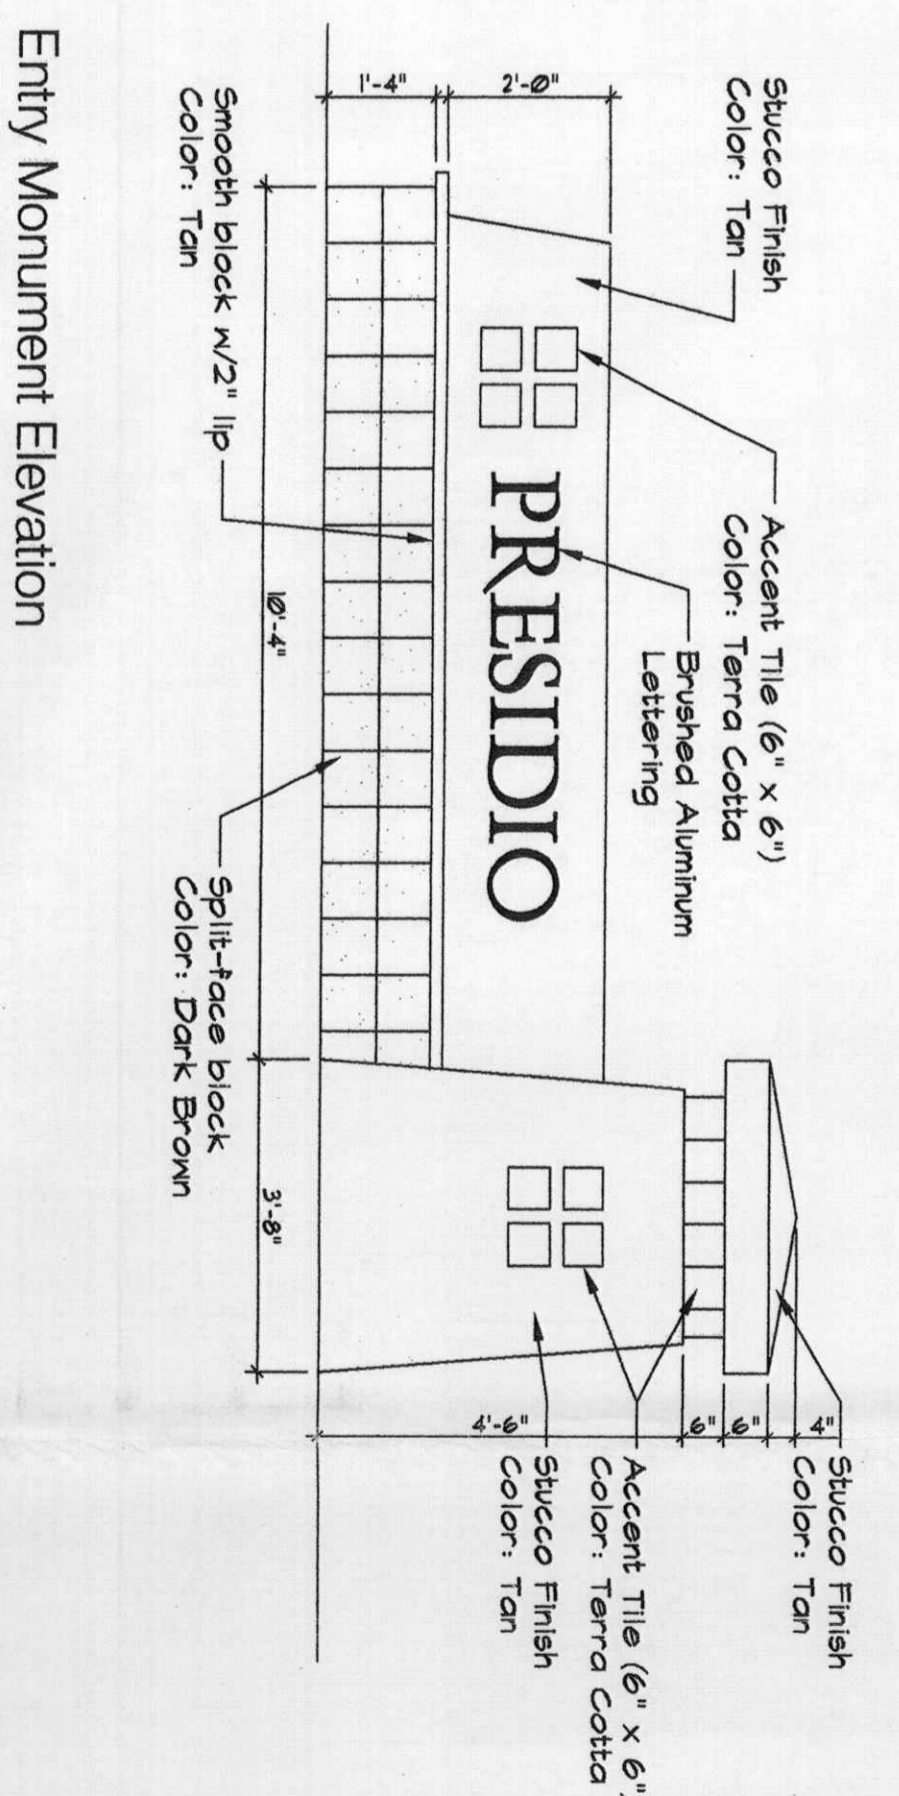 Stucco Finish
Color: Tan
Accent Tile (6" x 6")
Color: Terra Cotta
Brushed Aluminum
Lettering
2'-0"
1'-4"
PRESIDIO
Stucco Finish
Color: Tan
4"
6"
6"
4'-6"
Accent Tile (6" x 6"
Color: Terra Cotta
Stucco Finish
Color: Tan
10'-4"
3'-8"
Smooth block w/2" lip
Color: Tan
Split-face block
Color: Dark Brown
Entry Monument Elevation